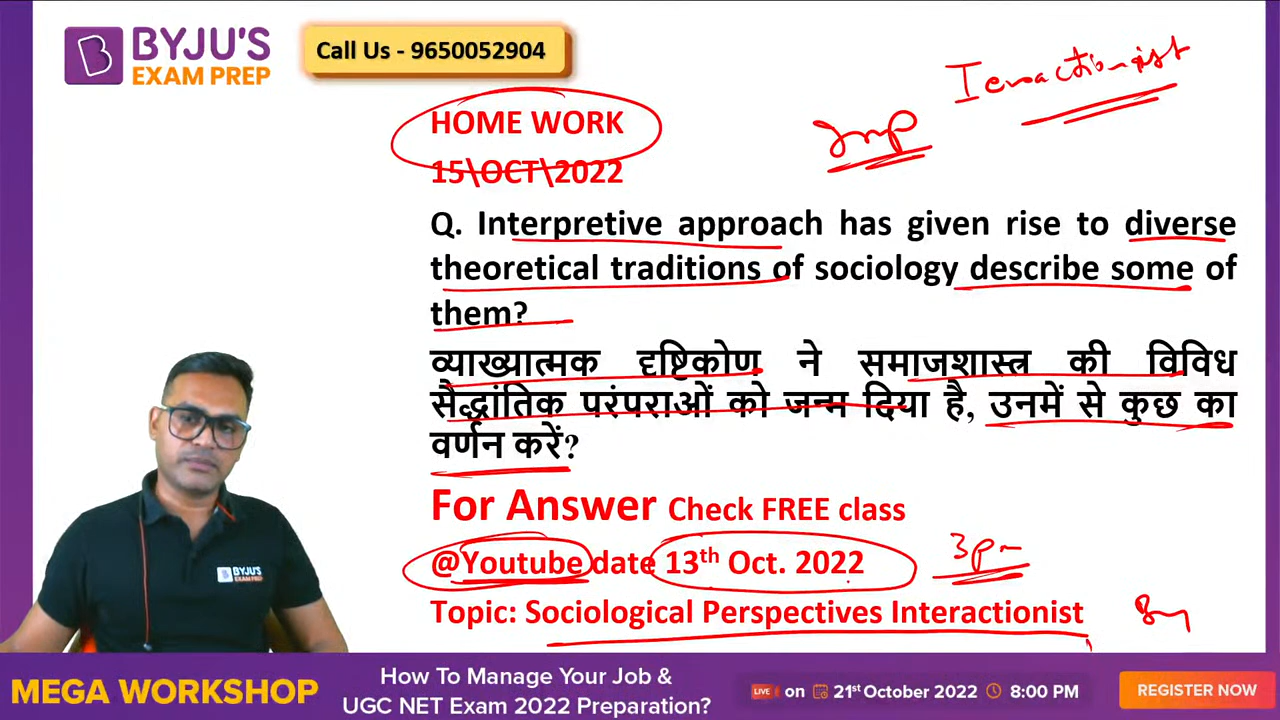 BYJU'S
EXAM PREP
Call Us - 9650052904
Ieractionist
Imp
HOME WORK
15\OCT\2022
Q. Interpretive approach has given rise to diverse
theoretical traditions of sociology describe some of
them?
व्याख्यात्मक दृष्टिकोण ने समाजशास्त्र की विविध
सैद्धांतिक परंपराओं को जन्म दिया है, उनमें से कुछ का
वर्णन करें?
For Answer Check FREE class
@Youtube date 13th Oct. 2022
3pm
Topic: Sociological Perspectives Interactionist
BYJU'S
EXAM PREP
MEGA WORKSHOP
How To Manage Your Job &
UGC NET Exam 2022 Preparation?
LIVE on 21st October 2022 8:00 PM
REGISTER NOW